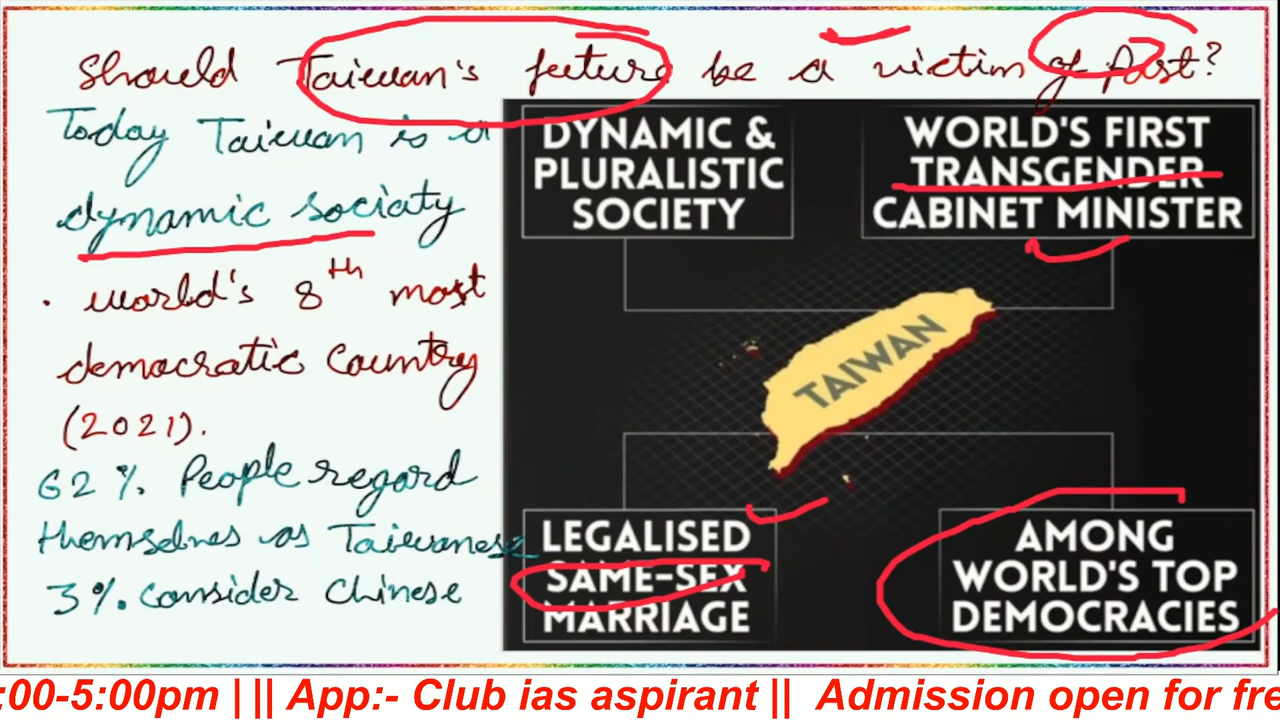 Should Taiwan's future be a victim of past?
Today Taiwan is a
dynamic sociaty
· world's 8th most
democratic Country
(2021).
62%. People regard
themselves as Taiwanese
3%. Consider Chinese
DYNAMIC &
PLURALISTIC
SOCIETY
WORLD'S FIRST
TRANSGENDER
CABINET MINISTER
TAIWAN
LEGALISED
SAME-SEX
MARRIAGE
AMONG
WORLD'S TOP
DEMOCRACIES
:00-5:00pm | || App:- Club ias aspirant || Admission open for fre